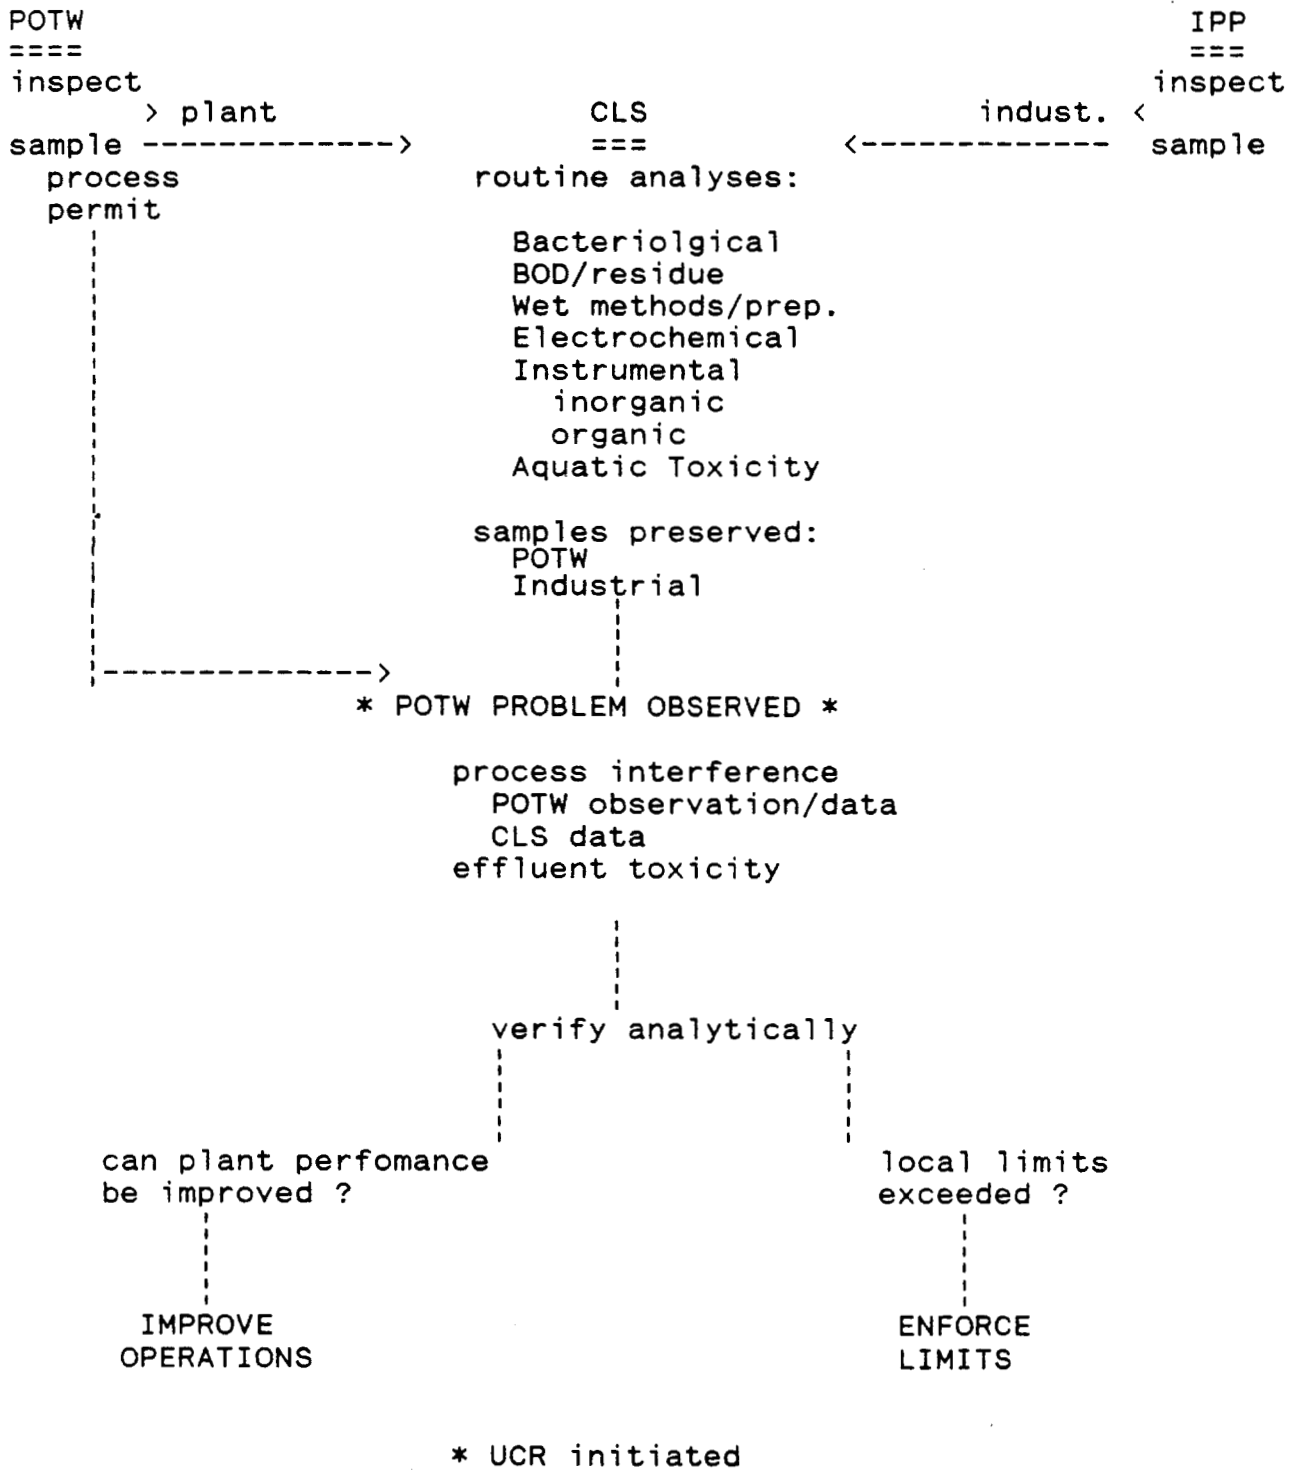 POTW IPP
==== ===
inspect inspect
> plant CLS indust. <
sample -------------> === <------------- sample
process routine analyses:
permit
Bacteriolgical
BOD/residue
Wet methods/prep.
Electrochemical
Instrumental
inorganic
organic
Aquatic Toxicity
samples preserved:
POTW
Industrial
-------------->
* POTW PROBLEM OBSERVED *
process interference
POTW observation/data
CLS data
effluent toxicity
verify analytically
can plant perfomance local limits
be improved ? exceeded ?
IMPROVE ENFORCE
OPERATIONS LIMITS
* UCR initiated